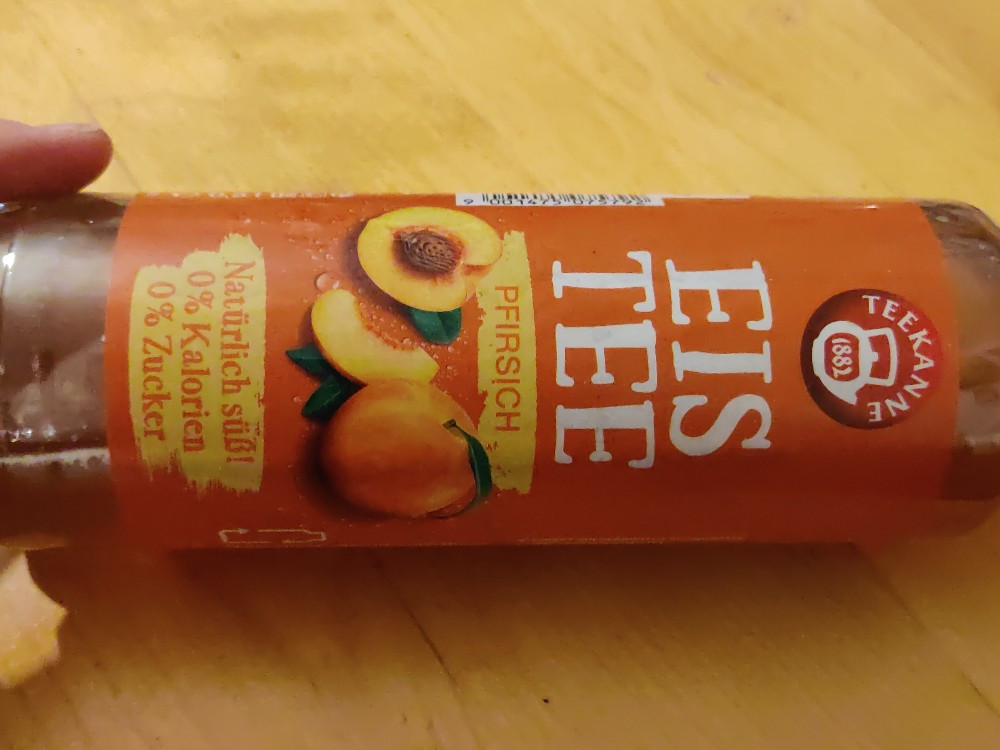 TEEKANNE
1882
EIS
TEE
PFIRSICH
Natürlich süß!
0% Kalorien
0% Zucker